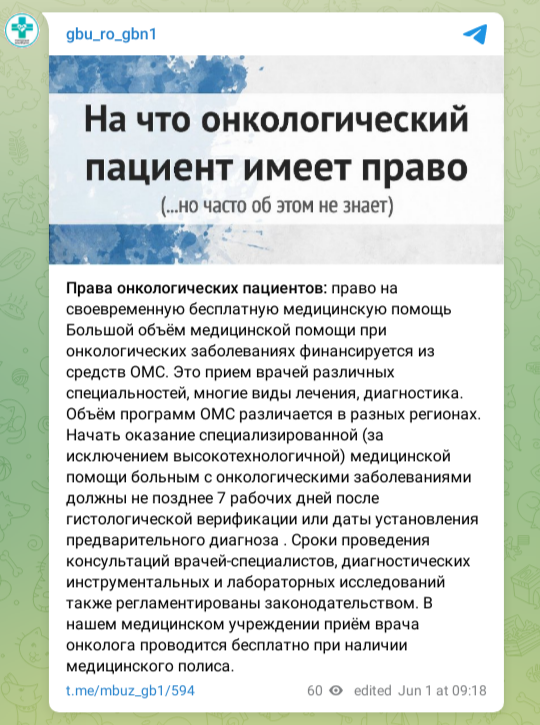 gbu_ro_gbn1
На что онкологический
пациент имеет право
(...но часто об этом не знает)
Права онкологических пациентов: право на
своевременную бесплатную медицинскую помощь
Большой объём медицинской помощи при
онкологических заболеваниях финансируется из
средств ОМС. Это прием врачей различных
специальностей, многие виды лечения, диагностика.
Объём программ ОМС различается в разных регионах.
Начать оказание специализированной (за
исключением высокотехнологичной) медицинской
помощи больным с онкологическими заболеваниями
должны не позднее 7 рабочих дней после
гистологической верификации или даты установления
предварительного диагноза . Сроки проведения
консультаций врачей-специалистов, диагностических
инструментальных и лабораторных исследований
также регламентированы законодательством. В
нашем медицинском учреждении приём врача
онколога проводится бесплатно при наличии
медицинского полиса.
t.me/mbuz_gb1/594 60 edited Jun 1 at 09:18